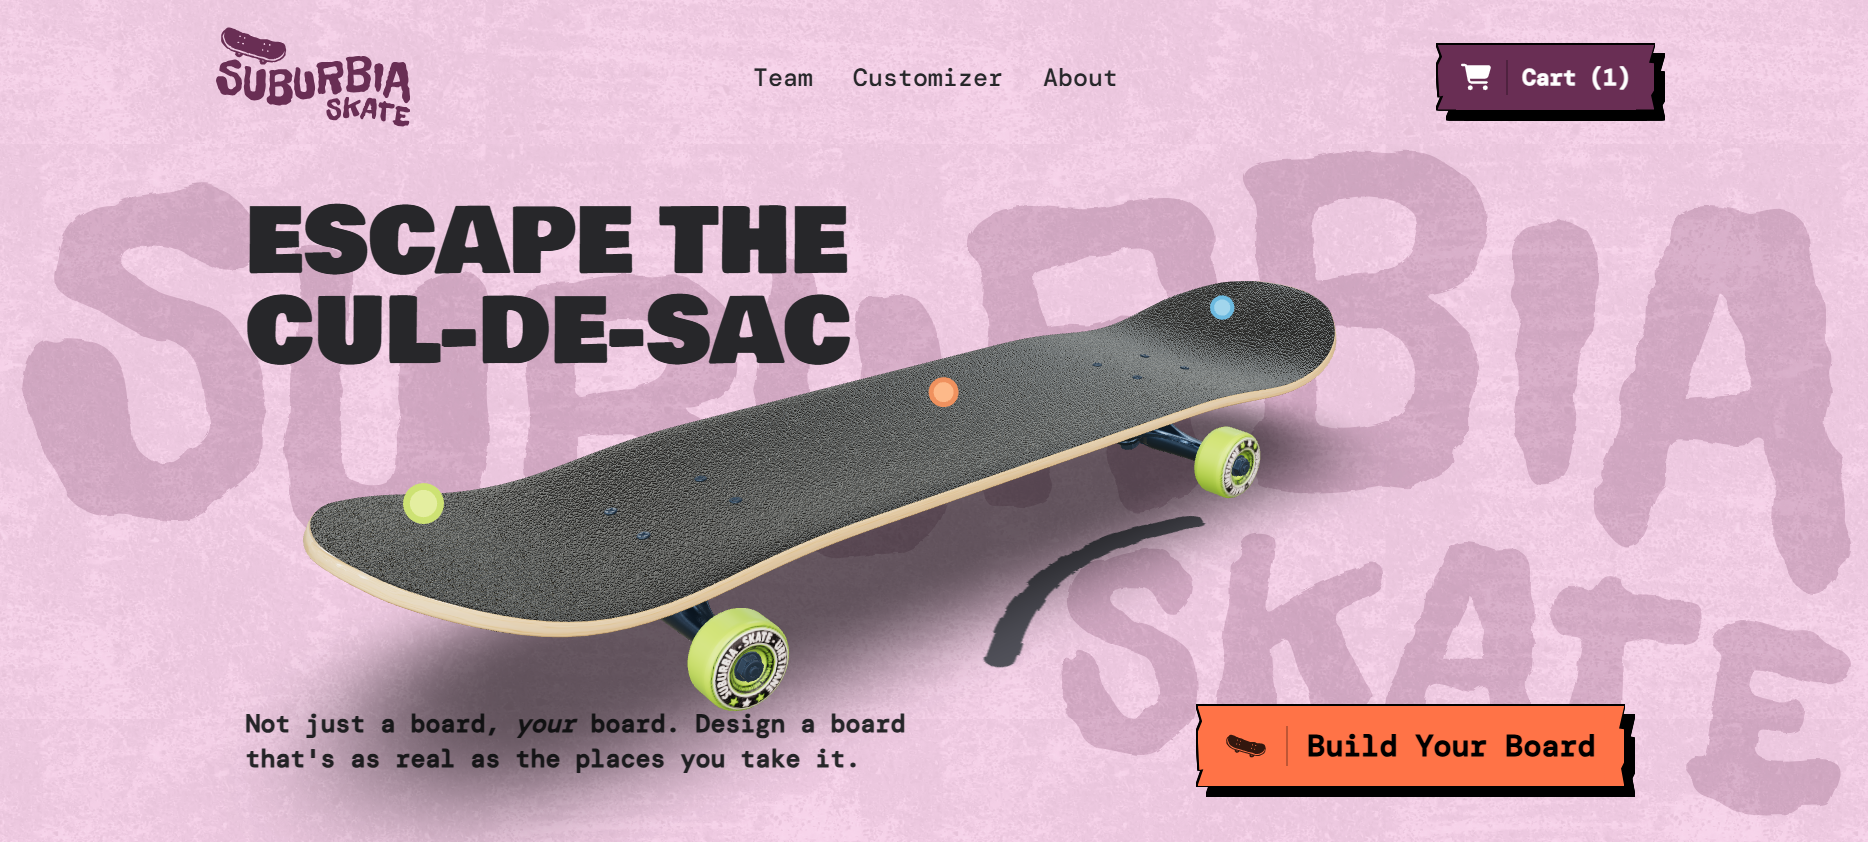 SUBURBIA
SKATE
Team
Customizer
About
Cart (1)
SUBURBIA
SKATE
ESCAPE THE
CUL-DE-SAC
SUBURBIA · SKATE · URETHANE
Not just a board, your board. Design a board
that's as real as the places you take it.
Build Your Board